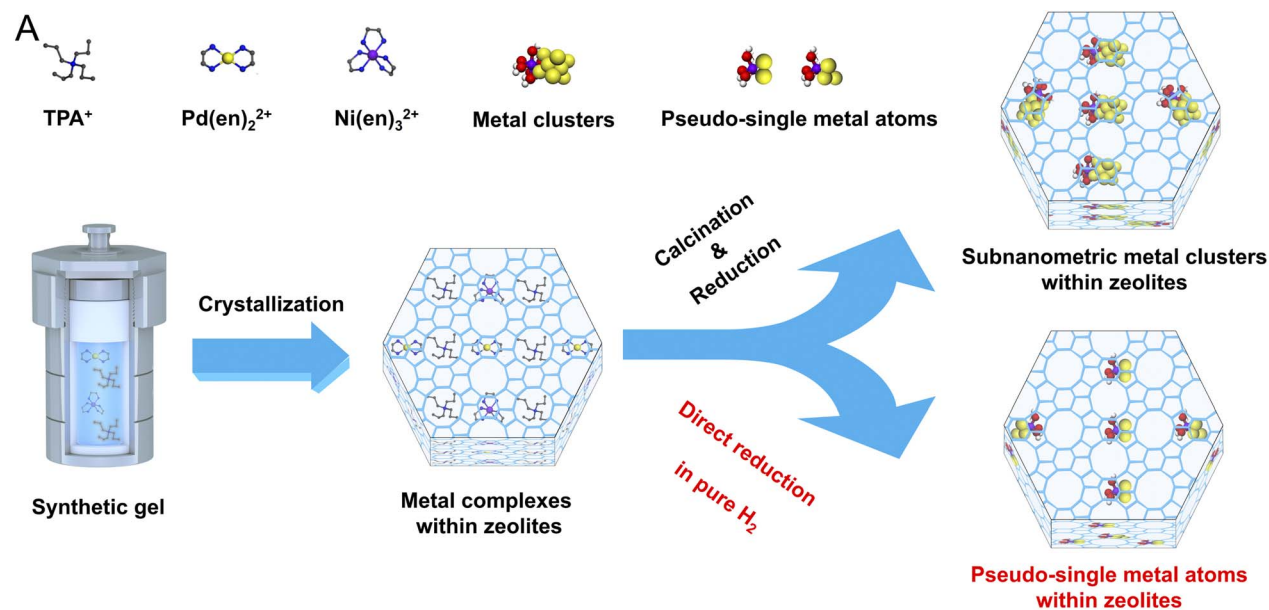 A
TPA⁺
Pd(en)₂²⁺
Ni(en)₃²⁺
Metal clusters
Pseudo-single metal atoms
Crystallization
Calcination
&
Reduction
Subnanometric metal clusters
within zeolites
Synthetic gel
Metal complexes
within zeolites
Direct reduction
in pure H₂
Pseudo-single metal atoms
within zeolites